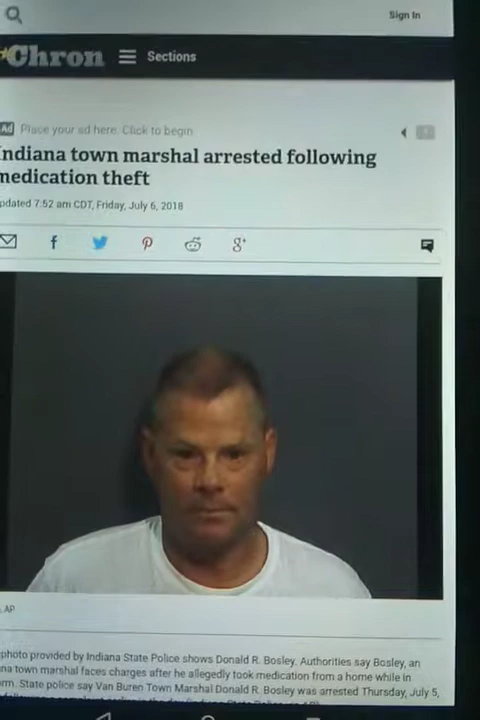 Sign In
Chron Sections
Ad Place your ad here. Click to begin
ndiana town marshal arrested following
nedication theft
pdated 7:52 am CDT, Friday, July 6, 2018
f
g+
AP
photo provided by Indiana State Police shows Donald R. Bosley. Authorities say Bosley, an
na town marshal faces charges after he allegedly took medication from a home while in
rm. State police say Van Buren Town Marshal Donald R. Bosley was arrested Thursday, July 5,